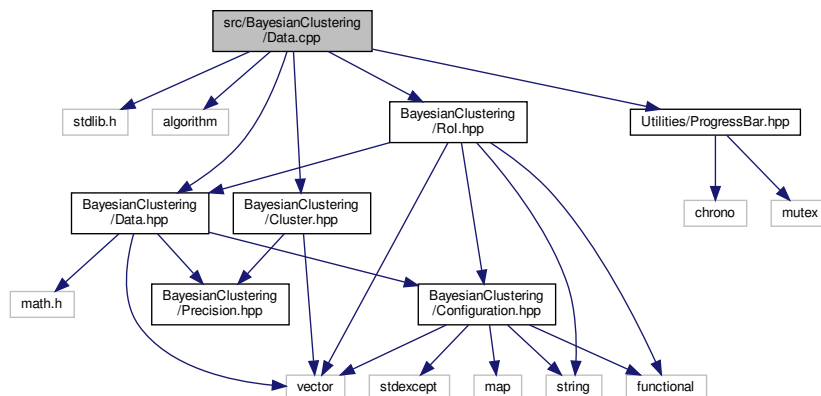 src/BayesianClustering
/Data.cpp
stdlib.h
algorithm
BayesianClustering
/RoI.hpp
Utilities/ProgressBar.hpp
BayesianClustering
/Data.hpp
BayesianClustering
/Cluster.hpp
chrono
mutex
math.h
BayesianClustering
/Precision.hpp
BayesianClustering
/Configuration.hpp
vector
stdexcept
map
string
functional